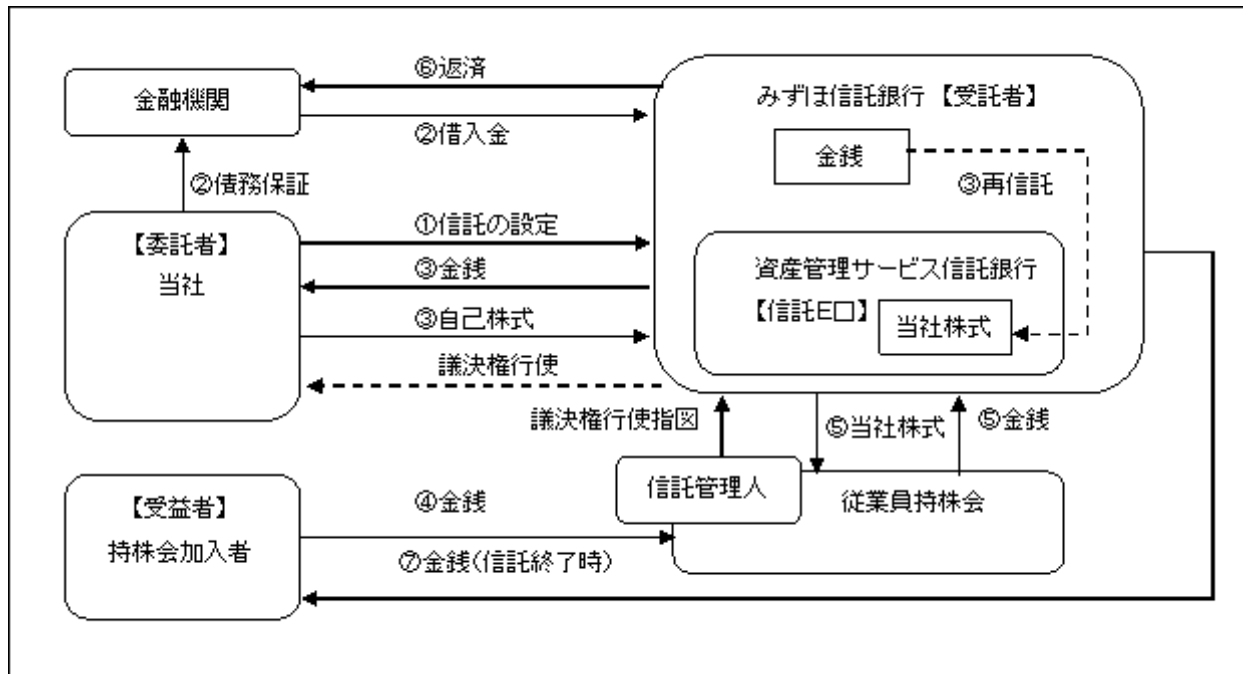 ⑥返済
金融機関
みずほ信託銀行【受託者】
②借入金
金銭
③再信託
②債務保証
①信託の設定
【委託者】
当社
③金銭
資産管理サービス信託銀行
【信託E口】
当社株式
③自己株式
議決権行使
議決権行使指図
⑤当社株式
⑤金銭
信託管理人
従業員持株会
【受益者】
持株会加入者
④金銭
⑦金銭(信託終了時)